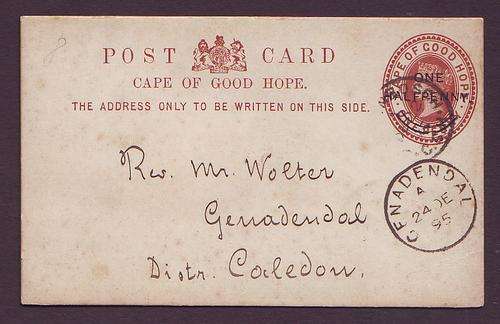 POST CARD
CAPE OF GOOD HOPE.
THE ADDRESS ONLY TO BE WRITTEN ON THIS SIDE.
CAPE OF GOOD HOPE
ONE
HALFPENNY
Rev. Mr. Wolter
Genadendal
Distr. Caledon.
GENADENDAL
A
24 DE
95